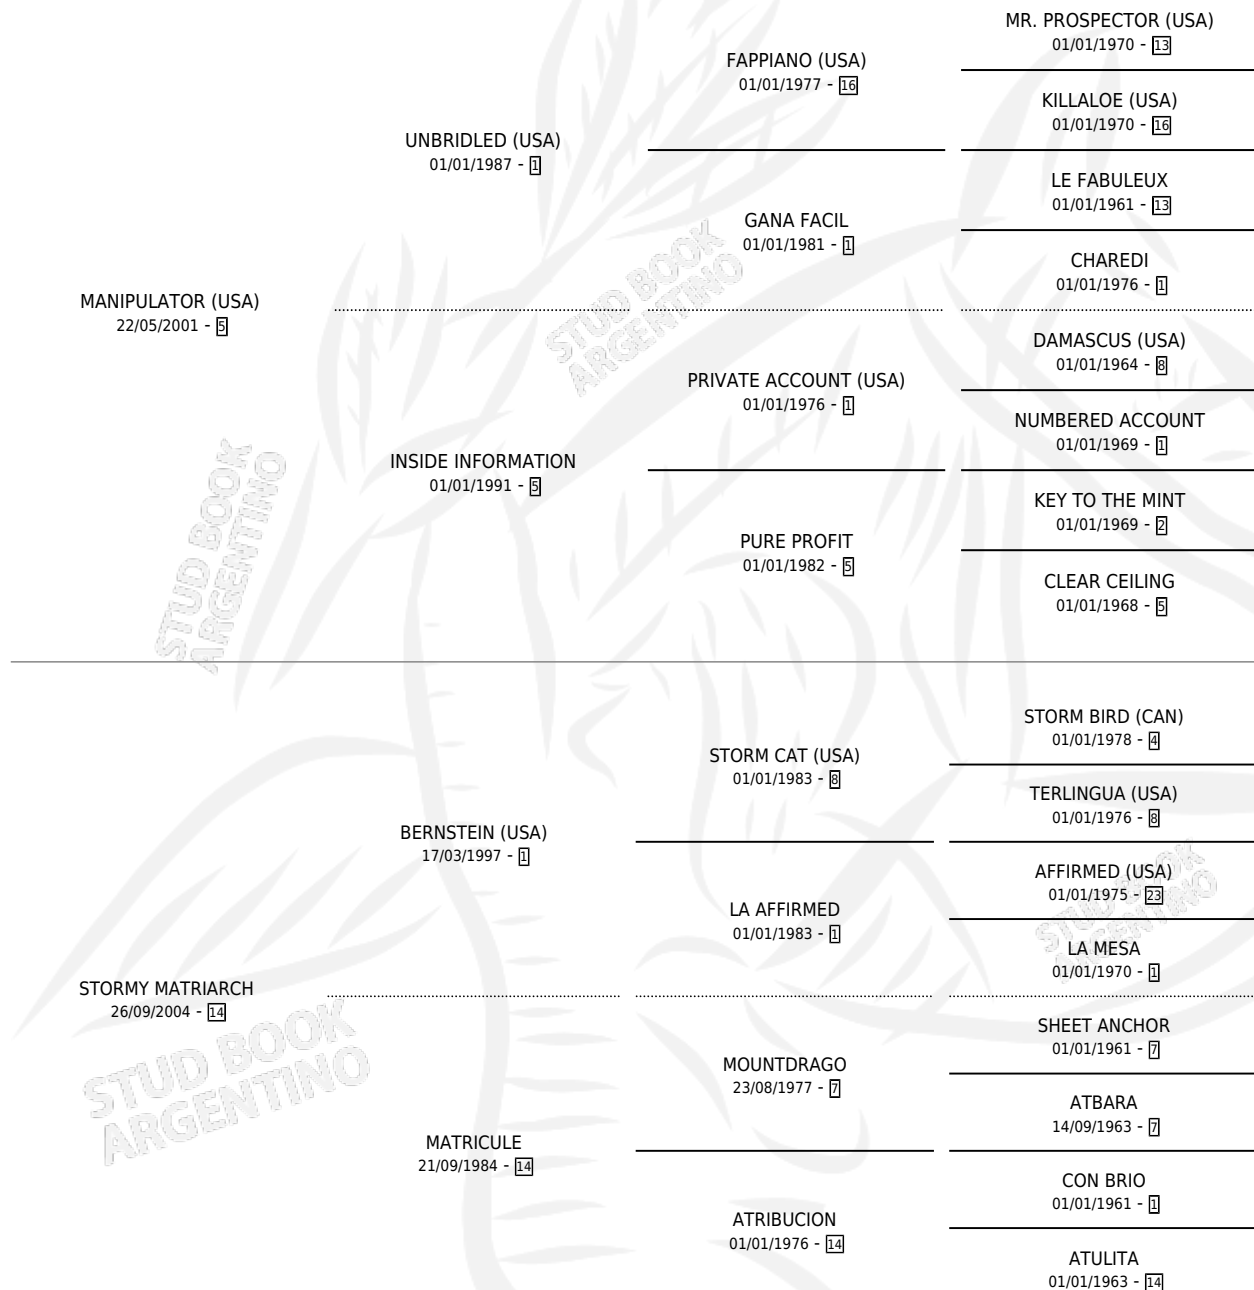 MR. PROSPECTOR (USA)
01/01/1970 - 13
FAPPIANO (USA)
01/01/1977 - 16
KILLALOE (USA)
01/01/1970 - 16
UNBRIDLED (USA)
01/01/1987 - 1
LE FABULEUX
01/01/1961 - 13
GANA FACIL
01/01/1981 - 1
CHAREDI
01/01/1976 - 1
MANIPULATOR (USA)
22/05/2001 - 5
DAMASCUS (USA)
01/01/1964 - 8
PRIVATE ACCOUNT (USA)
01/01/1976 - 1
NUMBERED ACCOUNT
01/01/1969 - 1
INSIDE INFORMATION
01/01/1991 - 5
KEY TO THE MINT
01/01/1969 - 2
PURE PROFIT
01/01/1982 - 5
CLEAR CEILING
01/01/1968 - 5
STORM BIRD (CAN)
01/01/1978 - 4
STORM CAT (USA)
01/01/1983 - 8
TERLINGUA (USA)
01/01/1976 - 8
BERNSTEIN (USA)
17/03/1997 - 1
AFFIRMED (USA)
01/01/1975 - 23
LA AFFIRMED
01/01/1983 - 1
LA MESA
01/01/1970 - 1
STORMY MATRIARCH
26/09/2004 - 14
SHEET ANCHOR
01/01/1961 - 7
MOUNTDRAGO
23/08/1977 - 7
ATBARA
14/09/1963 - 7
MATRICULE
21/09/1984 - 14
CON BRIO
01/01/1961 - 1
ATRIBUCION
01/01/1976 - 14
ATULITA
01/01/1963 - 14
STUD BOOK
ARGENTINO
STUD BOOK
ARGENTINO
STUD BOOK
ARGENTINO
STUD BOOK
ARGENTINO